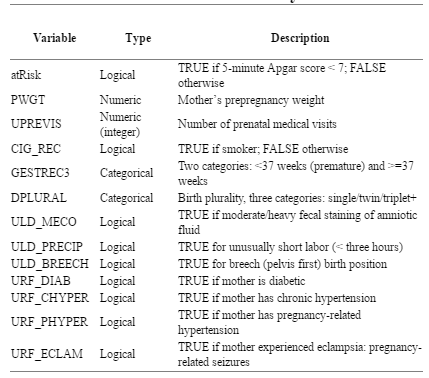 Variable Type Description
atRisk Logical TRUE if 5-minute Apgar score < 7; FALSE
otherwise
PWGT Numeric Mother's prepregnancy weight
UPREVIS Numeric
(integer) Number of prenatal medical visits
CIG_REC Logical TRUE if smoker; FALSE otherwise
GESTREC3 Categorical Two categories: <37 weeks (premature) and >=37
weeks
DPLURAL Categorical Birth plurality, three categories: single/twin/triplet+
ULD_MECO Logical TRUE if moderate/heavy fecal staining of amniotic
fluid
ULD_PRECIP Logical TRUE for unusually short labor (< three hours)
ULD_BREECH Logical TRUE for breech (pelvis first) birth position
URF_DIAB Logical TRUE if mother is diabetic
URF_CHYPER Logical TRUE if mother has chronic hypertension
URF_PHYPER Logical TRUE if mother has pregnancy-related
hypertension
URF_ECLAM Logical TRUE if mother experienced eclampsia: pregnancy-
related seizures